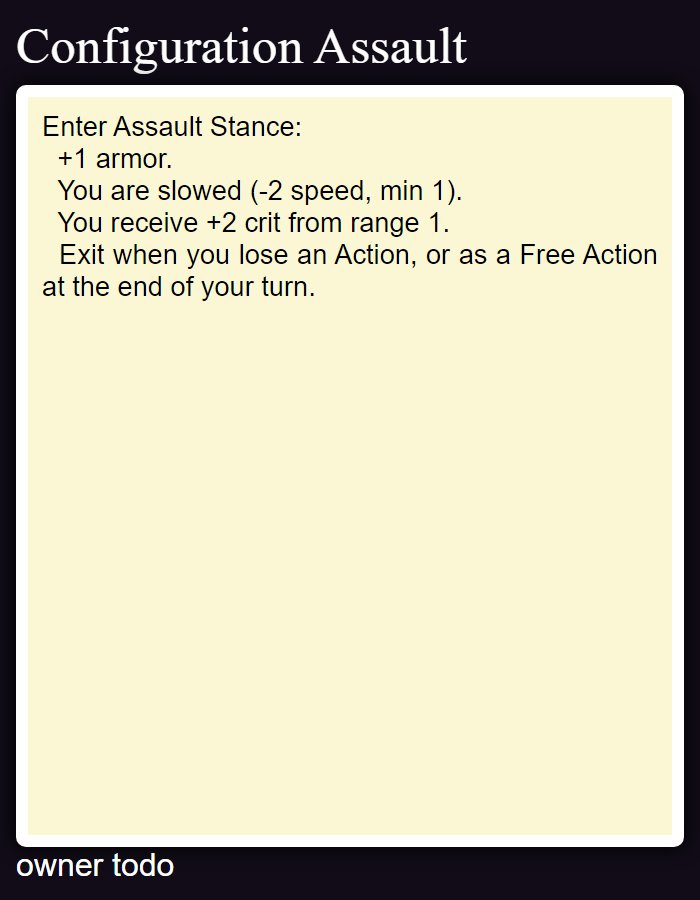 Configuration Assault
Enter Assault Stance:
+1 armor.
You are slowed (-2 speed, min 1).
You receive +2 crit from range 1.
Exit when you lose an Action, or as a Free Action
at the end of your turn.
owner todo